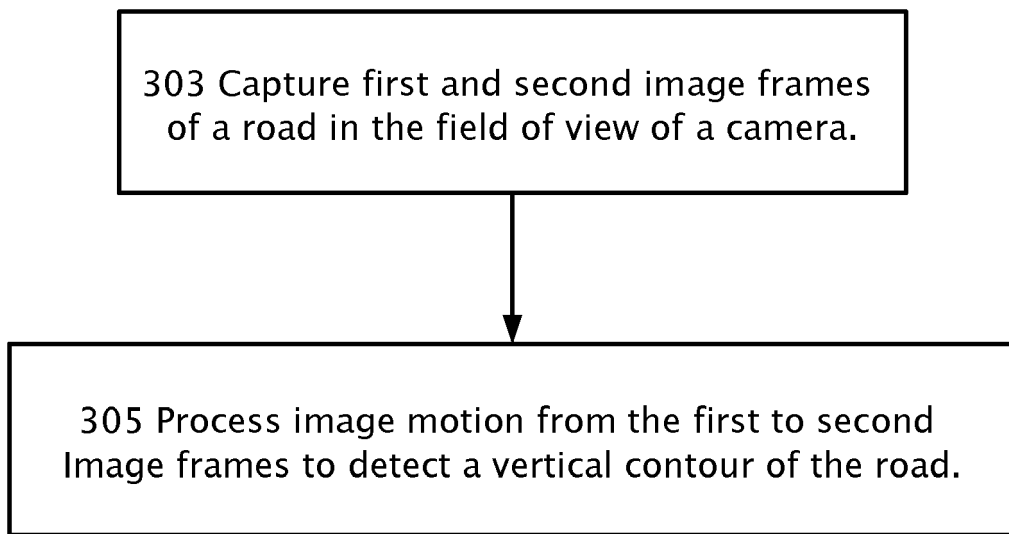 303 Capture first and second image frames
of a road in the field of view of a camera.
305 Process image motion from the first to second
Image frames to detect a vertical contour of the road.